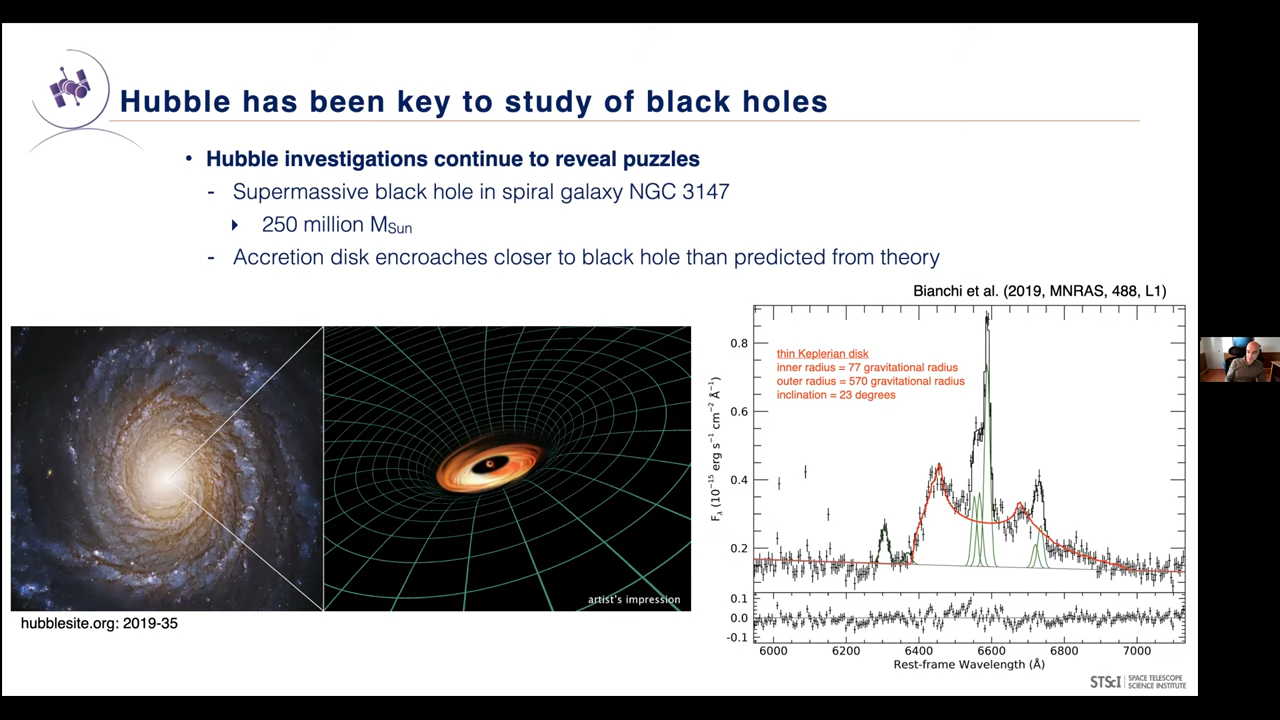 Hubble has been key to study of black holes
• Hubble investigations continue to reveal puzzles
- Supermassive black hole in spiral galaxy NGC 3147
250 million MSun
- Accretion disk encroaches closer to black hole than predicted from theory
Bianchi et al. (2019, MNRAS, 488, L1)
artist's impression
hubblesite.org: 2019-35
thin Keplerian disk
inner radius = 77 gravitational radius
outer radius = 570 gravitational radius
inclination = 23 degrees
Fλ (10⁻¹⁵ erg s⁻¹ cm⁻² Å⁻¹)
0.8
0.6
0.4
0.2
0.1
0.0
-0.1
6000 6200 6400 6600 6800 7000
Rest-frame Wavelength (Å)
STScI | SPACE TELESCOPE
SCIENCE INSTITUTE